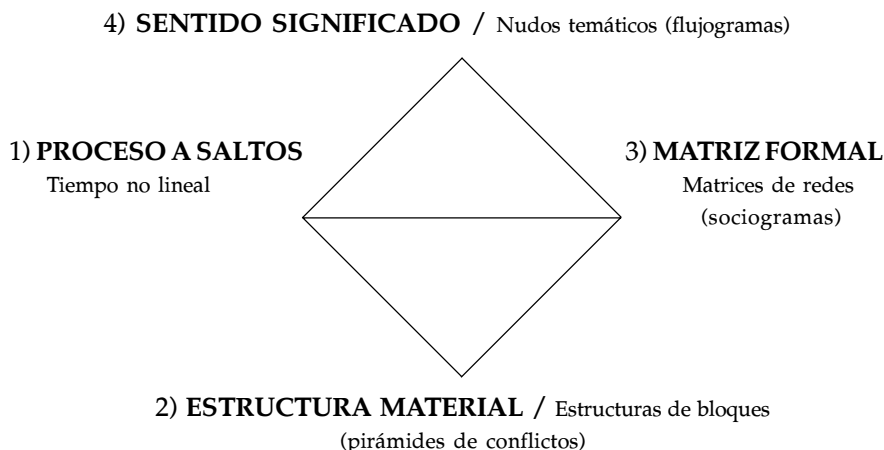 4) SENTIDO SIGNIFICADO / Nudos temáticos (flujogramas)
1) PROCESO A SALTOS
Tiempo no lineal
3) MATRIZ FORMAL
Matrices de redes
(sociogramas)
2) ESTRUCTURA MATERIAL / Estructuras de bloques
(pirámides de conflictos)